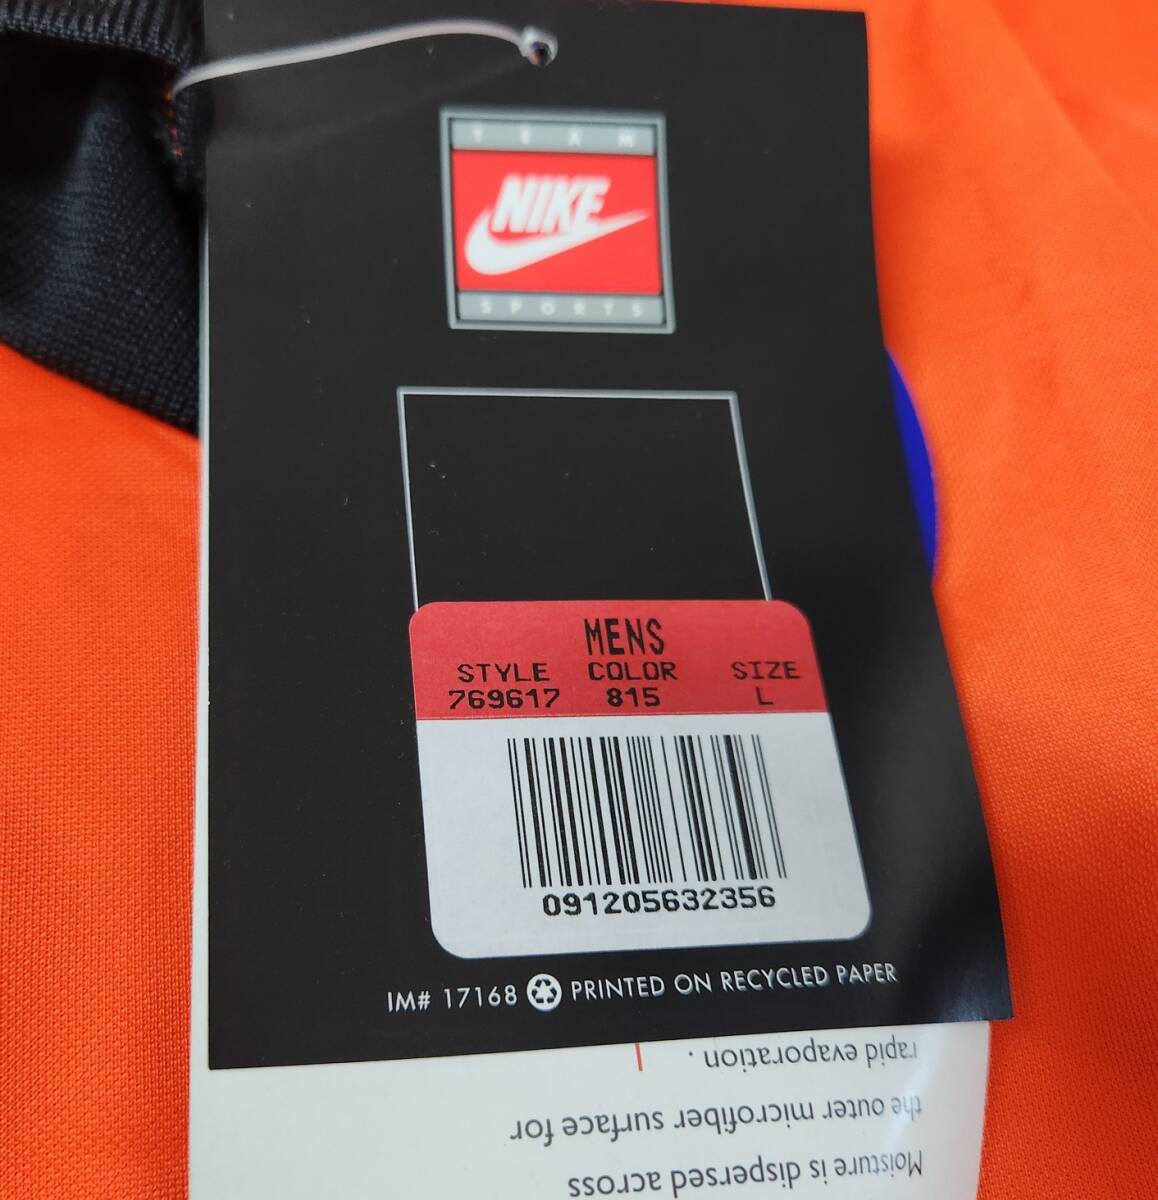 TEAM
NIKE
SPORTS
MENS
STYLE COLOR SIZE
769617 815 L
091205632356
IM# 17168 PRINTED ON RECYCLED PAPER
Moisture is dispersed across
the outer microfiber surface for
rapid evaporation.